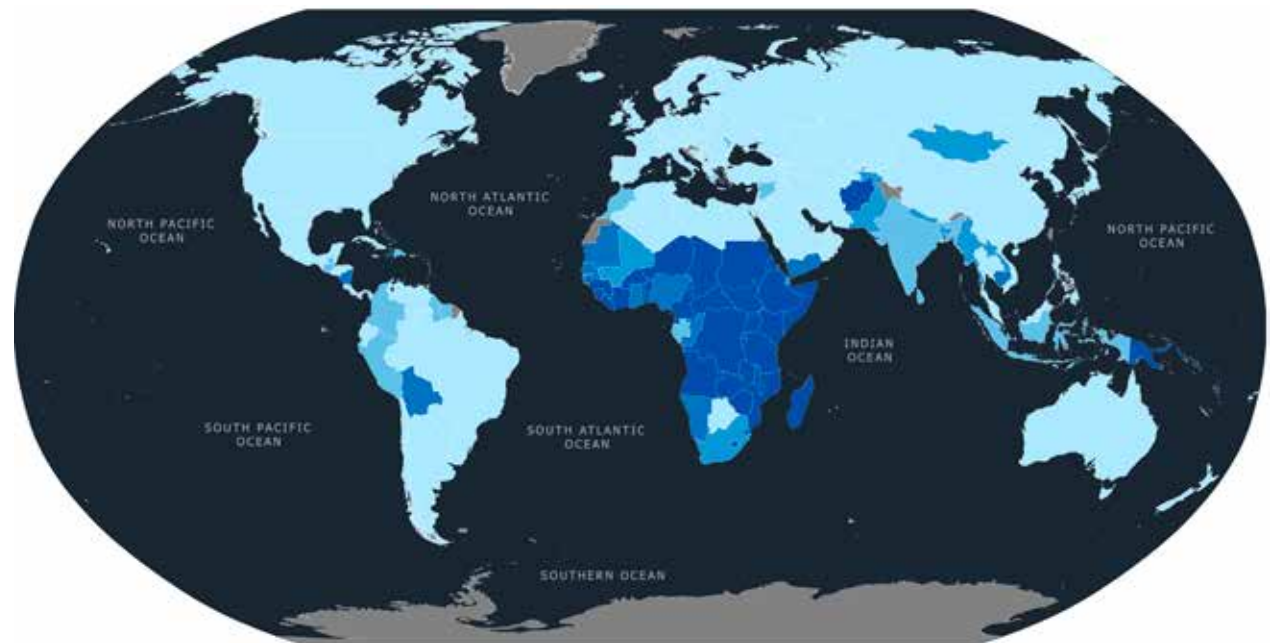 NORTH ATLANTIC
OCEAN
NORTH PACIFIC
OCEAN
NORTH PACIFIC
OCEAN
INDIAN
OCEAN
SOUTH PACIFIC
OCEAN
SOUTH ATLANTIC
OCEAN
SOUTHERN OCEAN